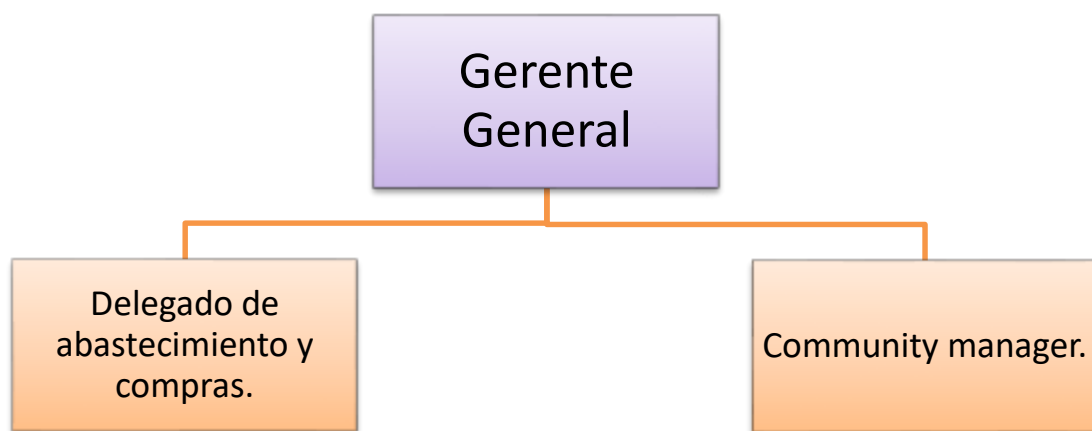 Gerente
General
Delegado de
abastecimiento y
compras.
Community manager.